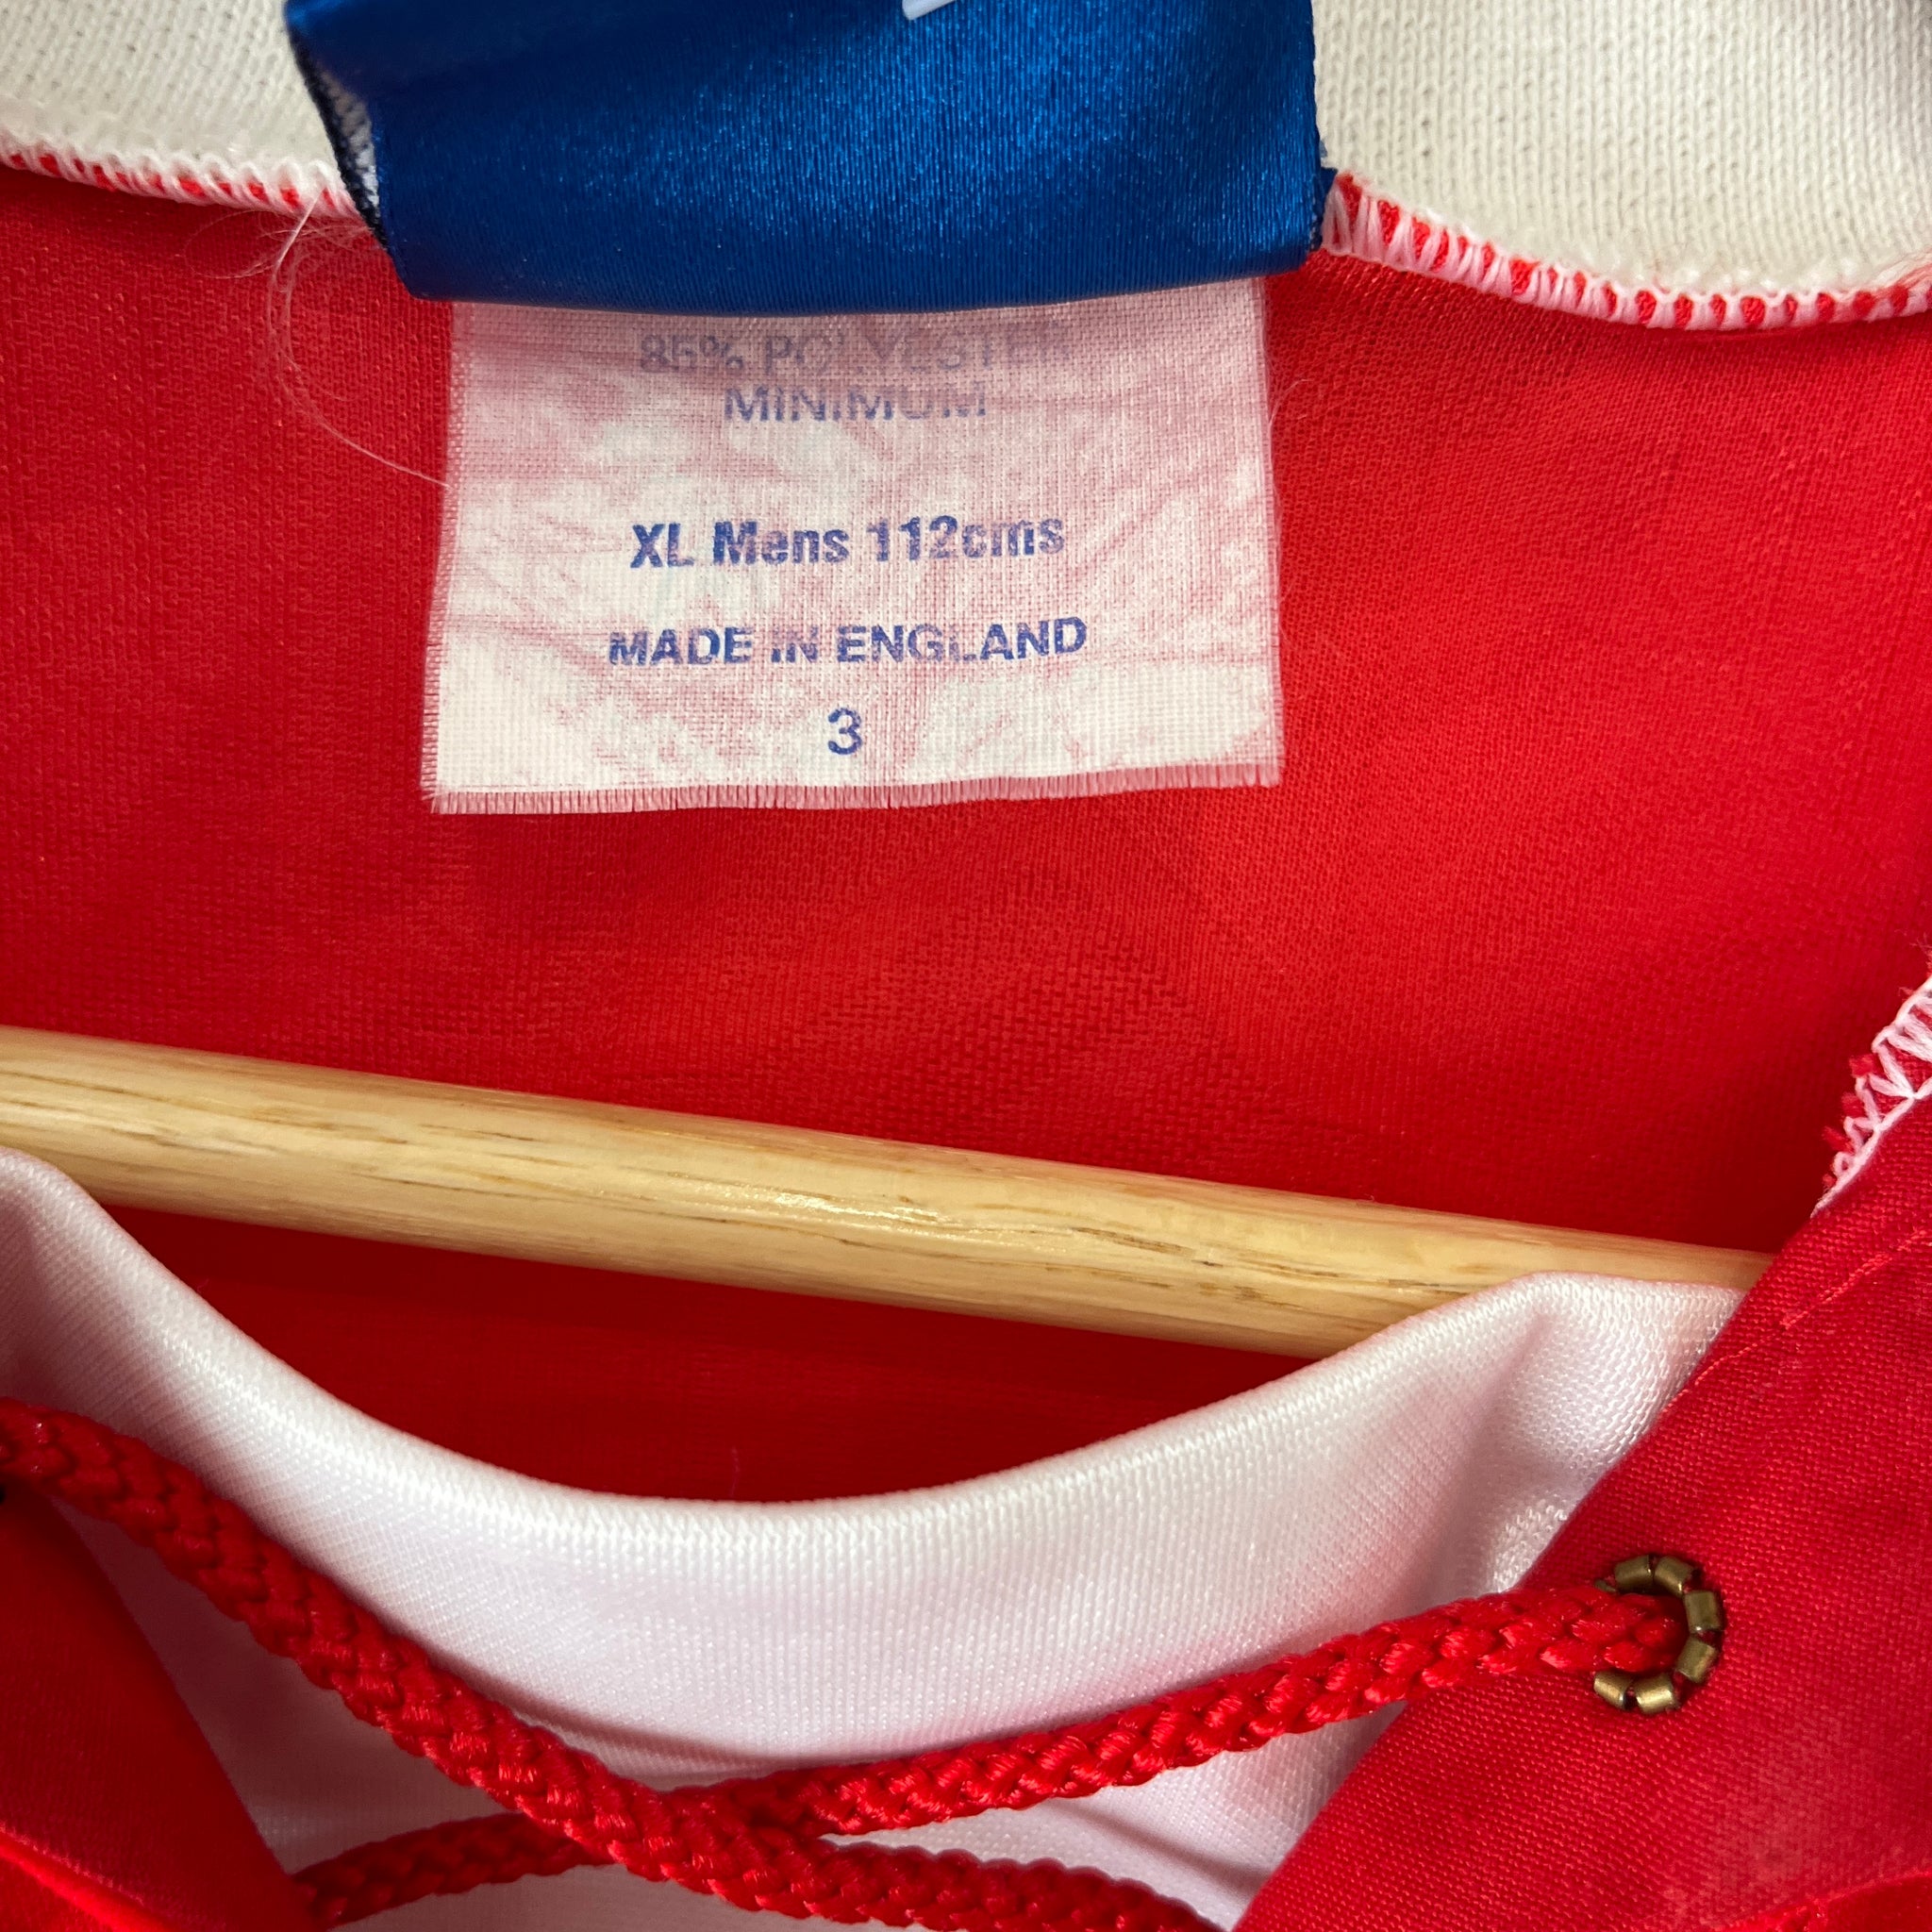 85% POLYESTER
MINIMUM
XL Mens 112cms
MADE IN ENGLAND
3